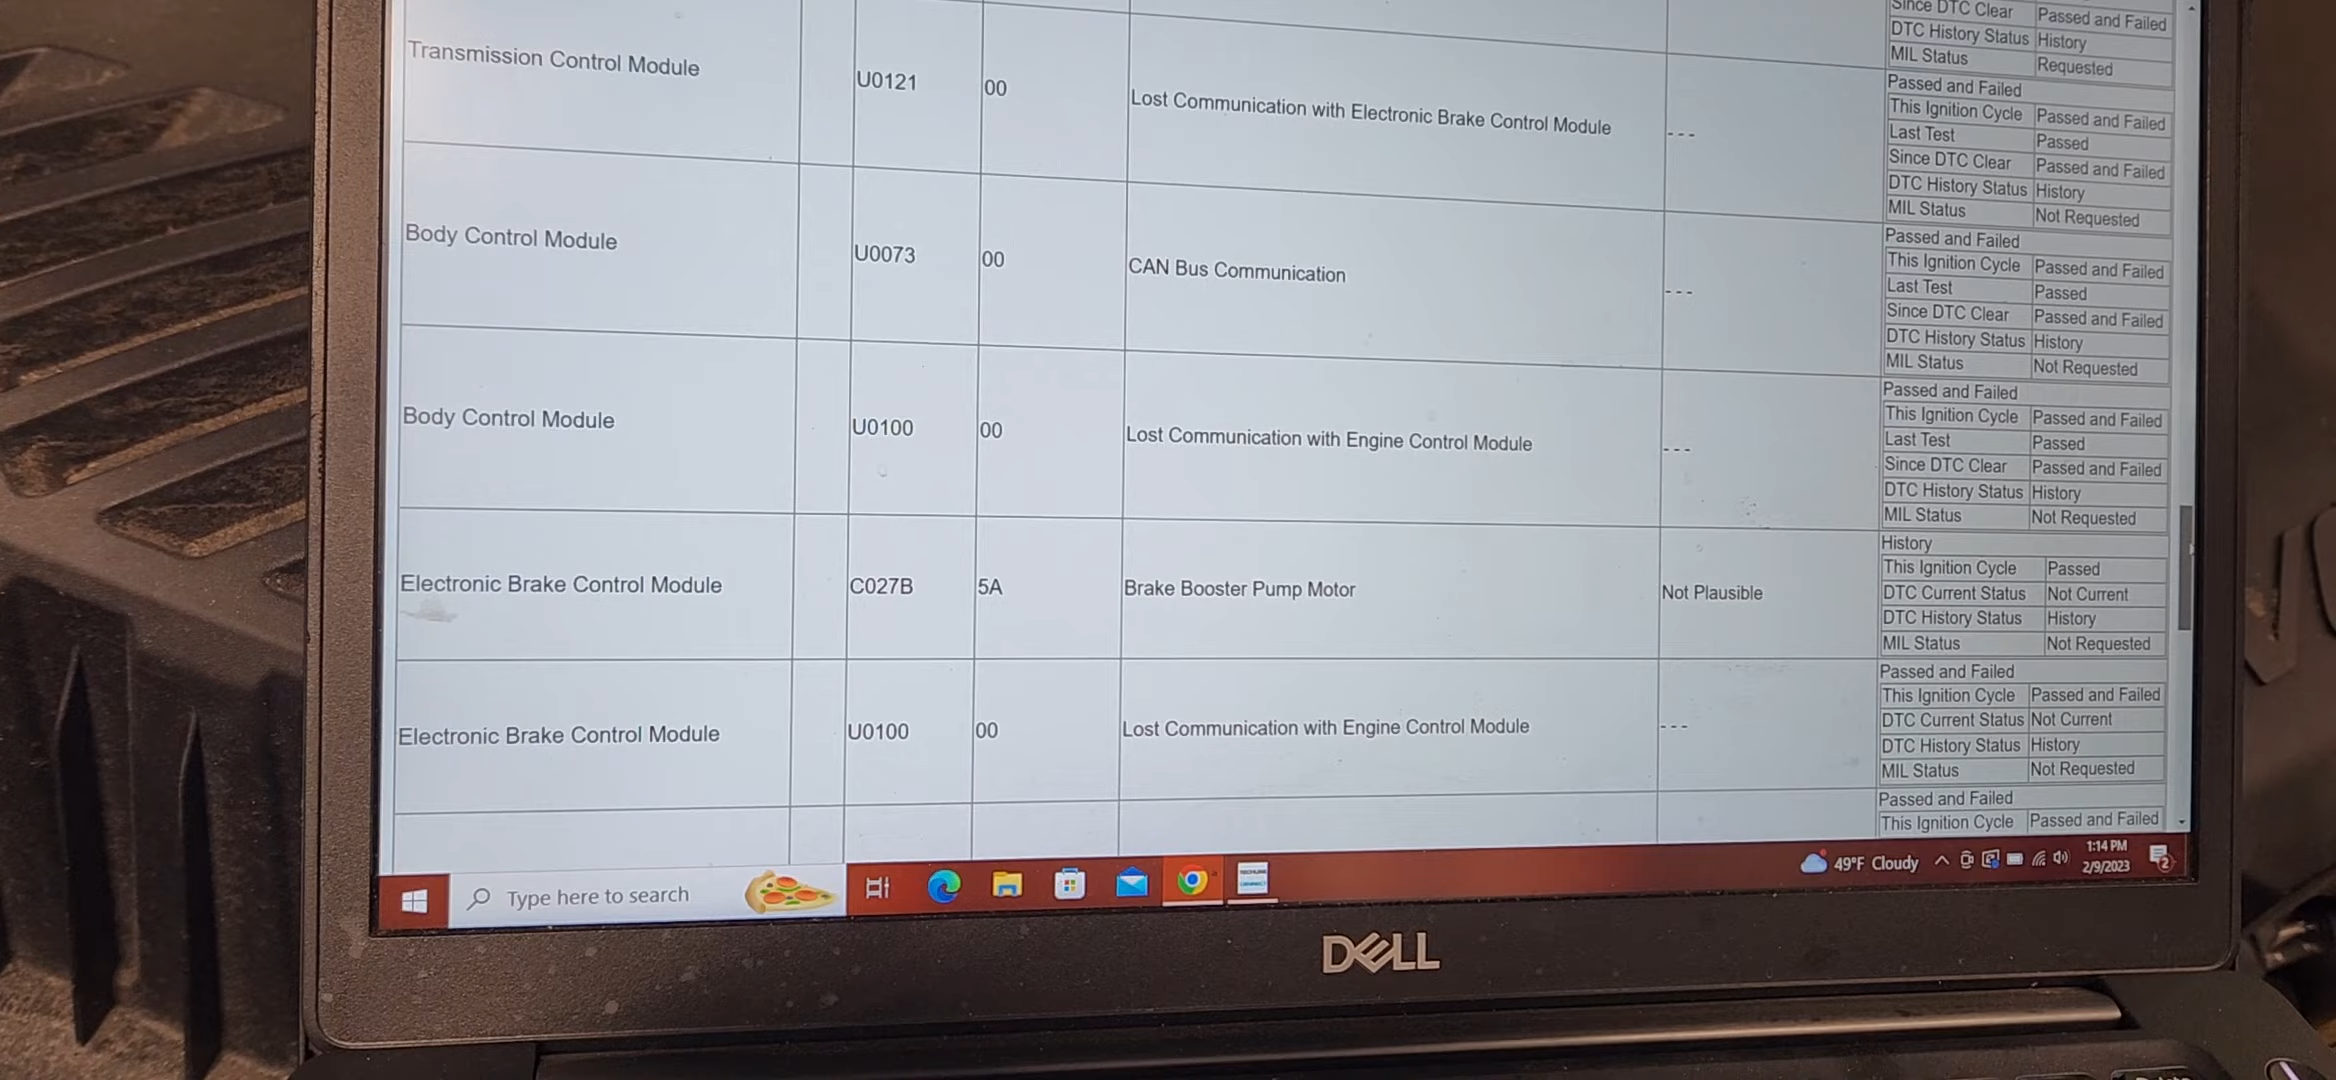 Since DTC Clear Passed and Failed
DTC History Status History
MIL Status Requested
Transmission Control Module U0121 00 Lost Communication with Electronic Brake Control Module ---
Passed and Failed
This Ignition Cycle Passed and Failed
Last Test Passed
Since DTC Clear Passed and Failed
DTC History Status History
MIL Status Not Requested
Body Control Module U0073 00 CAN Bus Communication ---
Passed and Failed
This Ignition Cycle Passed and Failed
Last Test Passed
Since DTC Clear Passed and Failed
DTC History Status History
MIL Status Not Requested
Body Control Module U0100 00 Lost Communication with Engine Control Module ---
Passed and Failed
This Ignition Cycle Passed and Failed
Last Test Passed
Since DTC Clear Passed and Failed
DTC History Status History
MIL Status Not Requested
Electronic Brake Control Module C027B 5A Brake Booster Pump Motor Not Plausible
History
This Ignition Cycle Passed
DTC Current Status Not Current
DTC History Status History
MIL Status Not Requested
Electronic Brake Control Module U0100 00 Lost Communication with Engine Control Module ---
Passed and Failed
This Ignition Cycle Passed and Failed
DTC Current Status Not Current
DTC History Status History
MIL Status Not Requested
Passed and Failed
This Ignition Cycle Passed and Failed
Type here to search
49°F Cloudy
1:14 PM
2/9/2023
2
DELL